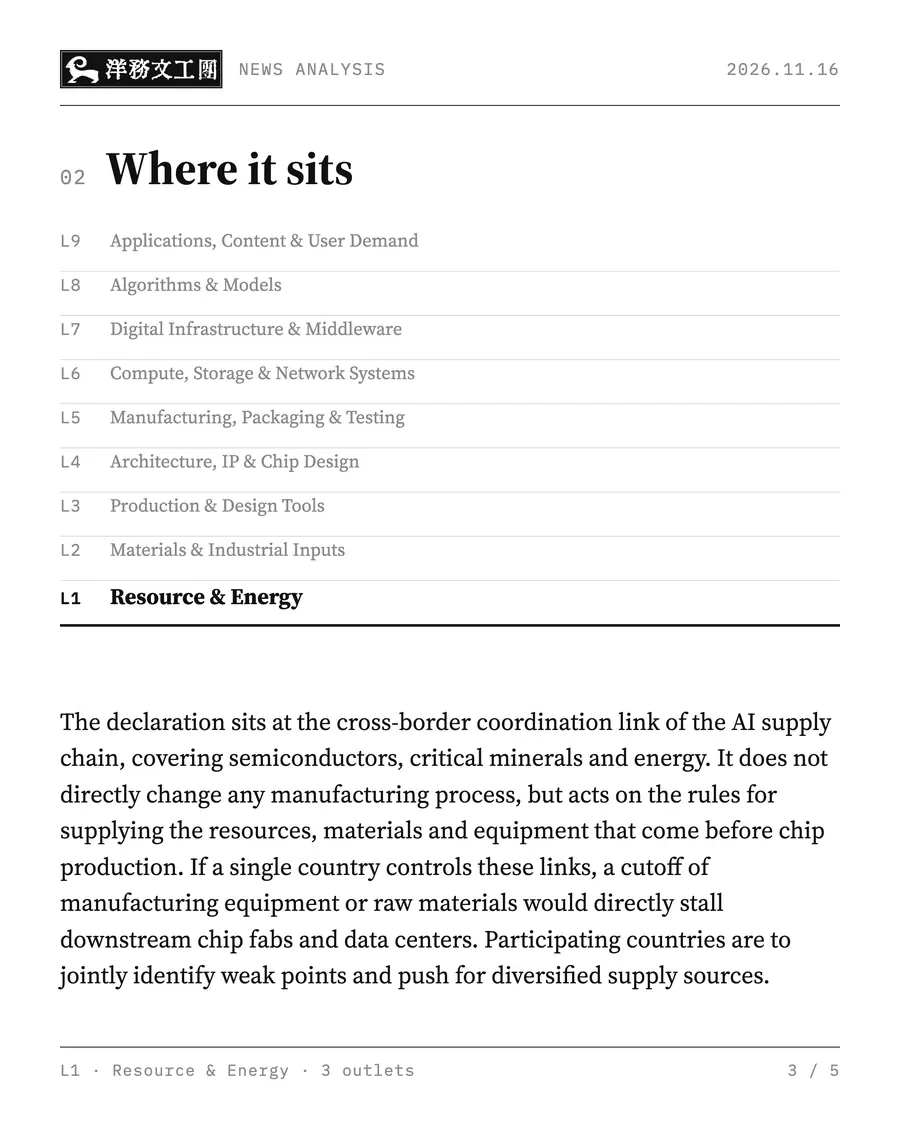 洋務文工團 NEWS ANALYSIS 2026.11.16
02 Where it sits
L9 Applications, Content & User Demand
L8 Algorithms & Models
L7 Digital Infrastructure & Middleware
L6 Compute, Storage & Network Systems
L5 Manufacturing, Packaging & Testing
L4 Architecture, IP & Chip Design
L3 Production & Design Tools
L2 Materials & Industrial Inputs
L1 Resource & Energy
The declaration sits at the cross-border coordination link of the AI supply
chain, covering semiconductors, critical minerals and energy. It does not
directly change any manufacturing process, but acts on the rules for
supplying the resources, materials and equipment that come before chip
production. If a single country controls these links, a cutoff of
manufacturing equipment or raw materials would directly stall
downstream chip fabs and data centers. Participating countries are to
jointly identify weak points and push for diversified supply sources.
L1 · Resource & Energy · 3 outlets 3 / 5